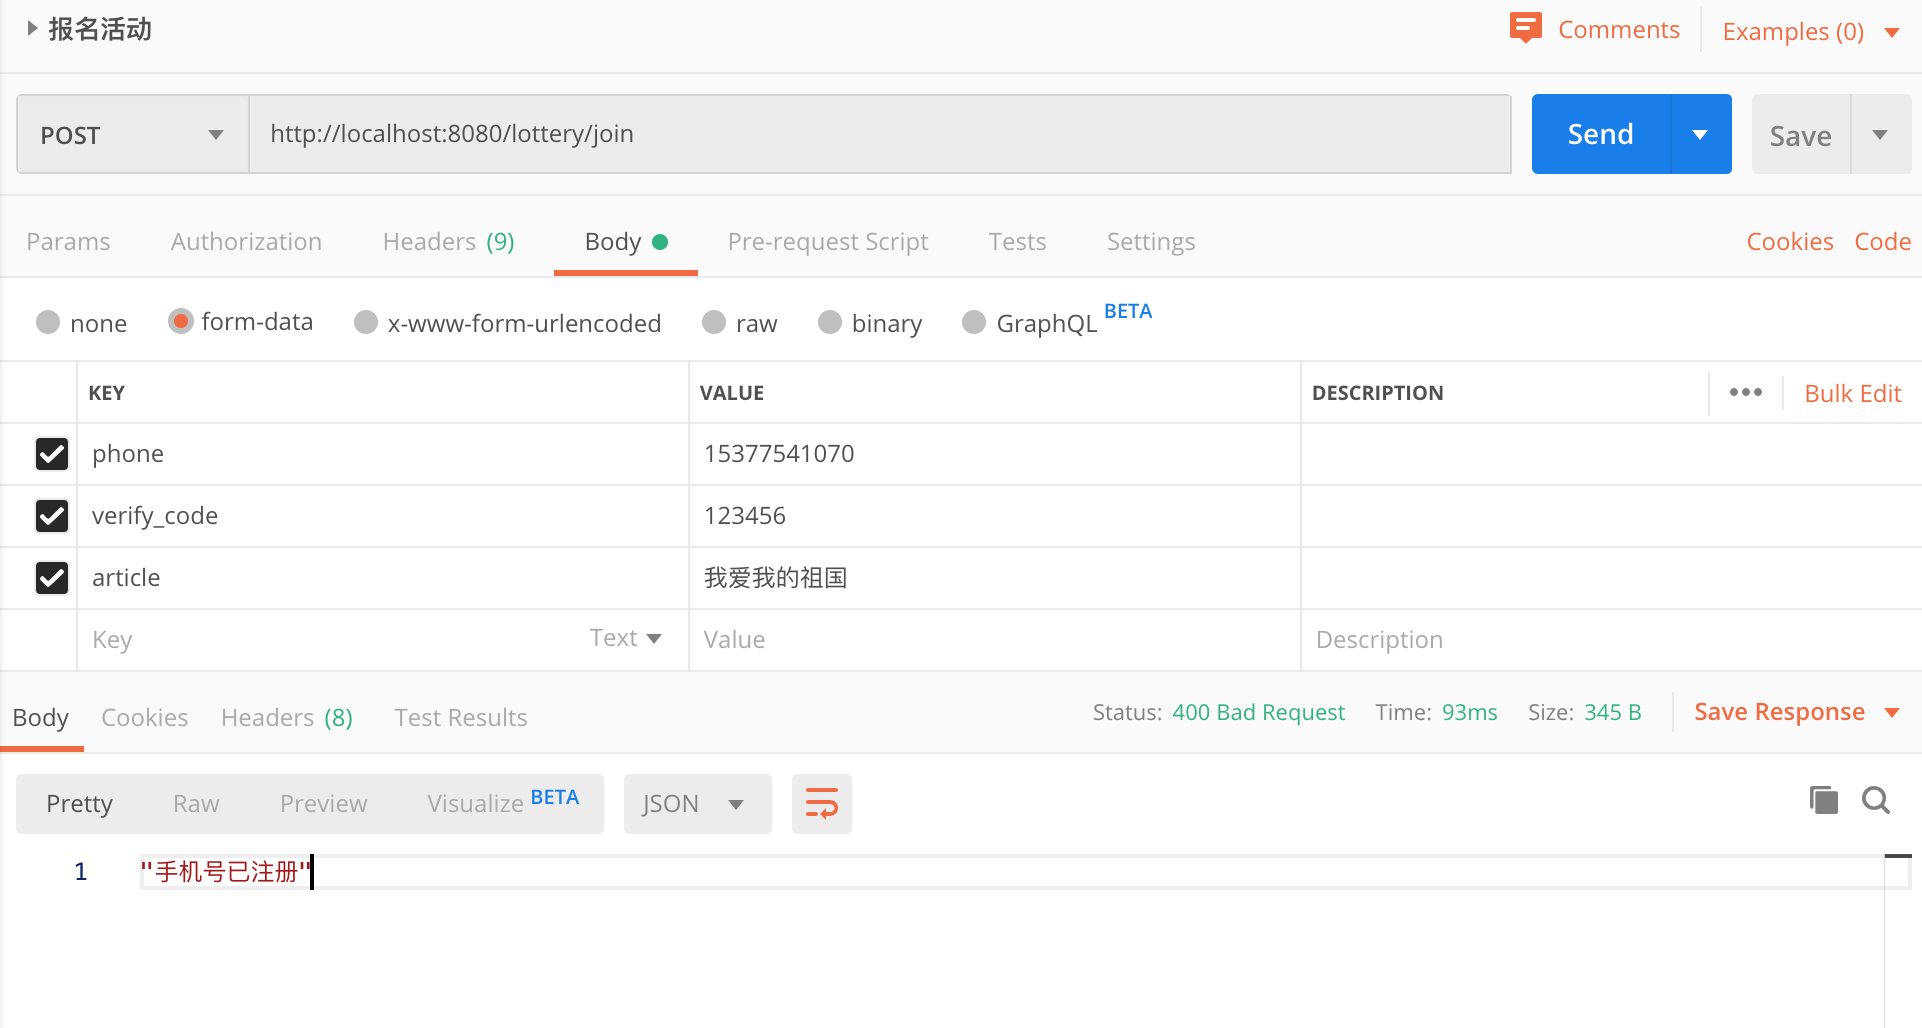 报名活动
Comments
Examples (0)
POST
http://localhost:8080/lottery/join
Send
Save
Params Authorization Headers (9) Body Pre-request Script Tests Settings Cookies Code
none form-data x-www-form-urlencoded raw binary GraphQL BETA
KEY VALUE DESCRIPTION ••• Bulk Edit
phone 15377541070
verify_code 123456
article 我爱我的祖国
Key Text Value Description
Body Cookies Headers (8) Test Results Status: 400 Bad Request Time: 93ms Size: 345 B Save Response
Pretty Raw Preview Visualize BETA JSON
1 "手机号已注册"